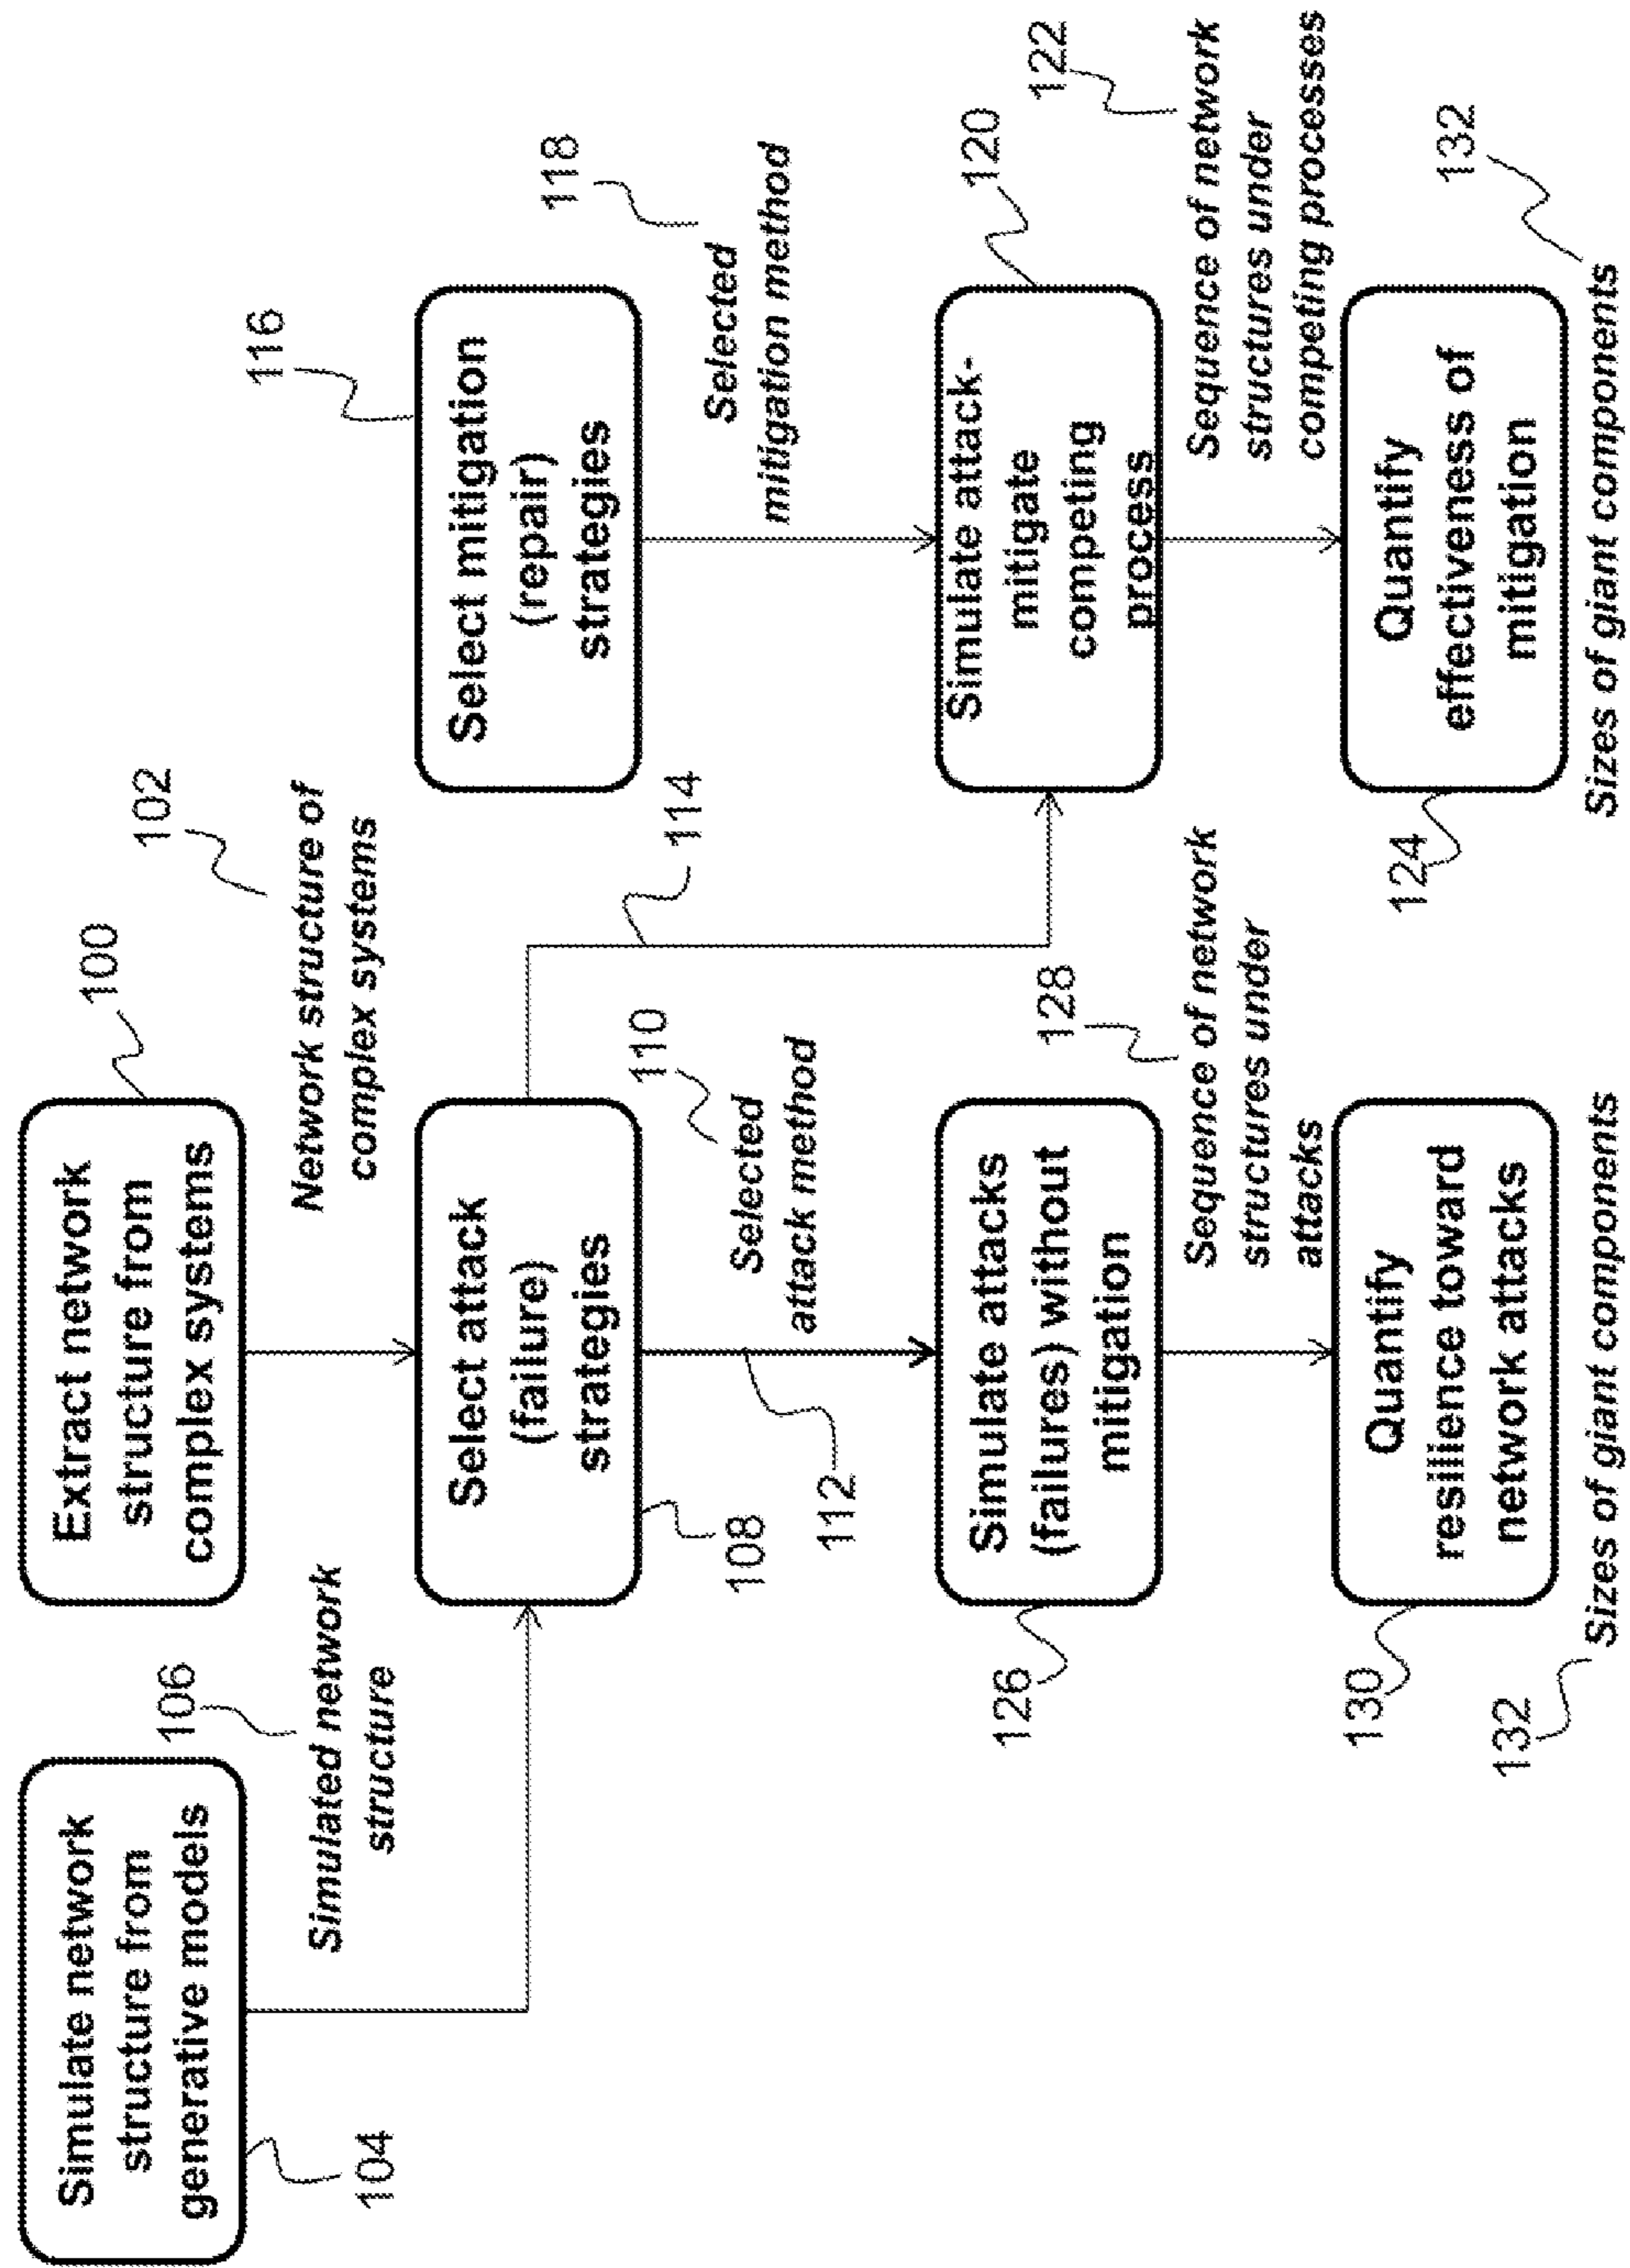 Simulate network
structure from
generative models
104
106
Simulated network
structure
Extract network
structure from
complex systems
100
102
Network structure of
complex systems
Select attack
(failure)
strategies
108
110
Selected
attack method
112
114
116
Select mitigation
(repair)
strategies
118
Selected
mitigation method
Simulate attacks
(failures) without
mitigation
126
128
Sequence of network
structures under
attacks
Simulate attack-
mitigate
competing
process
120
122
Sequence of network
structures under
competing processes
Quantify
resilience toward
network attacks
130
132
Sizes of giant components
Quantify
effectiveness of
mitigation
124
132
Sizes of giant components